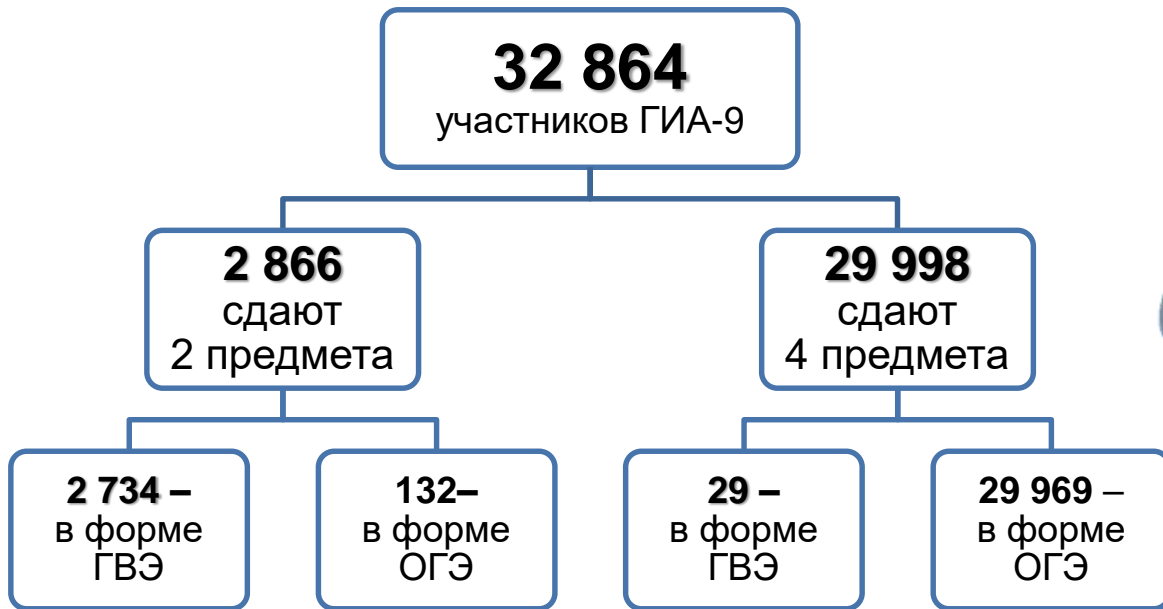 32 864
участников ГИА-9
2 866
сдают
2 предмета
29 998
сдают
4 предмета
2 734 –
в форме
ГВЭ
132–
в форме
ОГЭ
29 –
в форме
ГВЭ
29 969 –
в форме
ОГЭ